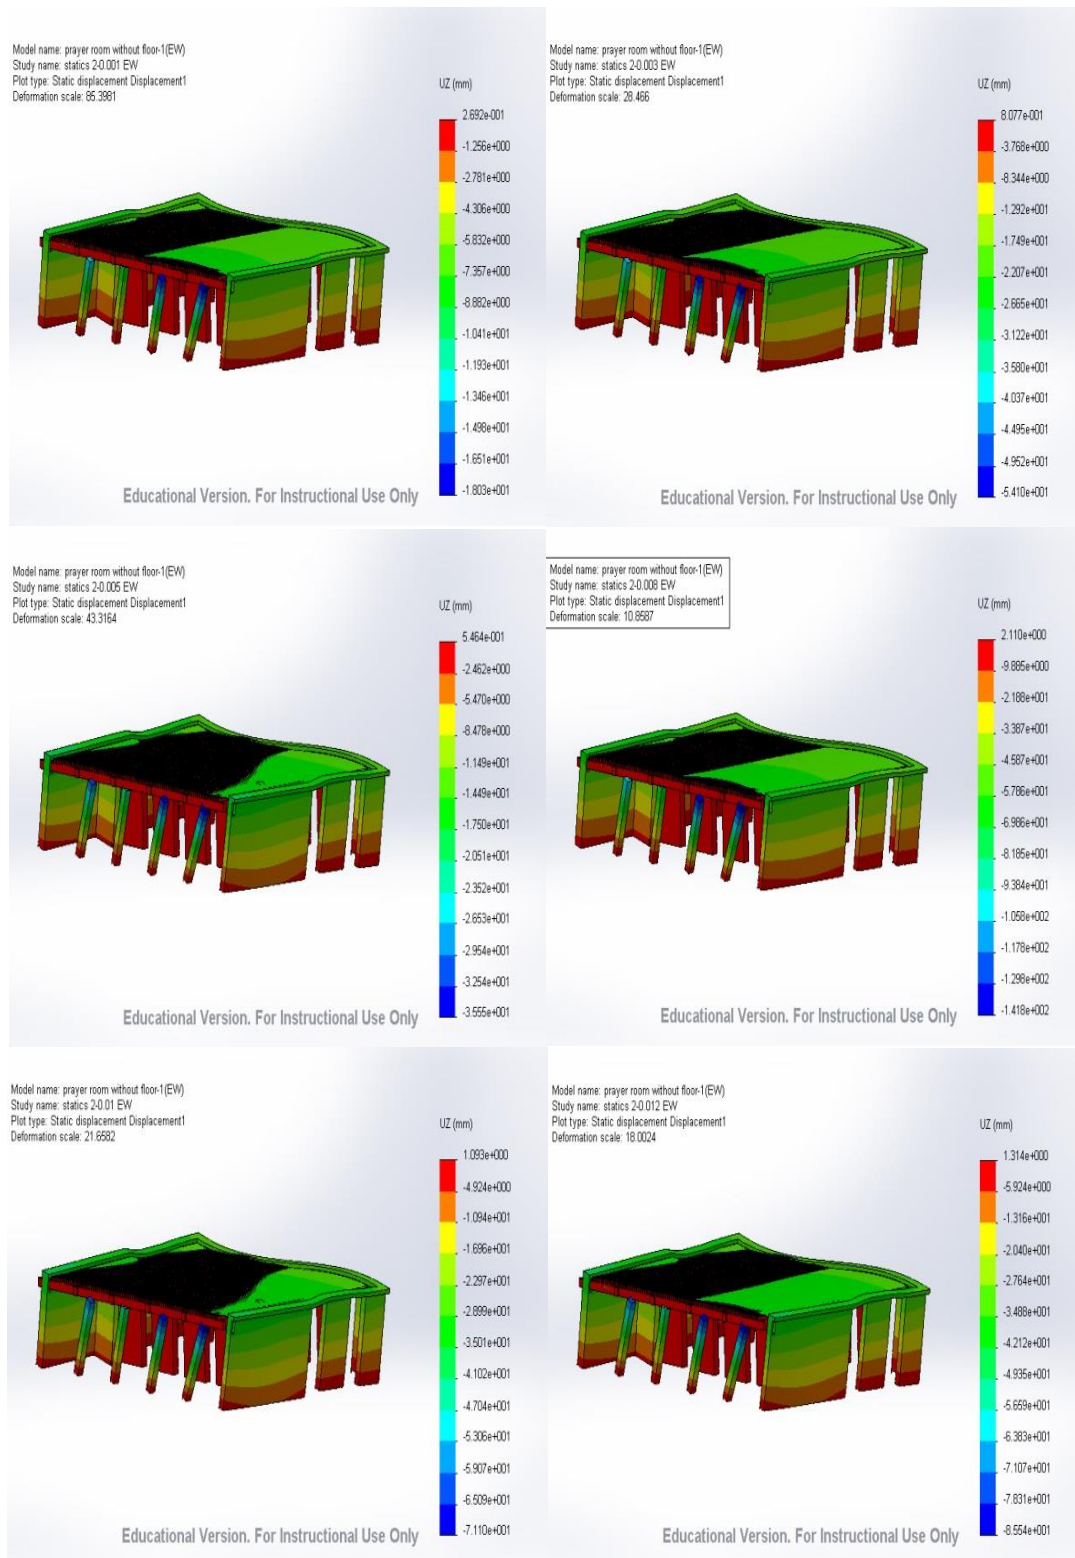 Model name: prayer room without floor-1(EW)
Study name: statics 2-0.001 EW
Plot type: Static displacement Displacement1
Deformation scale: 85.3981
UZ (mm)
2.692e-001
-1.256e+000
-2.781e+000
-4.306e+000
-5.832e+000
-7.357e+000
-8.882e+000
-1.041e+001
-1.193e+001
-1.346e+001
-1.498e+001
-1.651e+001
-1.803e+001
Educational Version. For Instructional Use Only
Model name: prayer room without floor-1(EW)
Study name: statics 2-0.003 EW
Plot type: Static displacement Displacement1
Deformation scale: 28.466
UZ (mm)
8.077e-001
-3.768e+000
-8.344e+000
-1.292e+001
-1.749e+001
-2.207e+001
-2.665e+001
-3.122e+001
-3.580e+001
-4.037e+001
-4.495e+001
-4.952e+001
-5.410e+001
Educational Version. For Instructional Use Only
Model name: prayer room without floor-1(EW)
Study name: statics 2-0.005 EW
Plot type: Static displacement Displacement1
Deformation scale: 43.3164
UZ (mm)
5.464e-001
-2.462e+000
-5.470e+000
-8.478e+000
-1.149e+001
-1.449e+001
-1.750e+001
-2.051e+001
-2.352e+001
-2.653e+001
-2.954e+001
-3.254e+001
-3.555e+001
Educational Version. For Instructional Use Only
Model name: prayer room without floor-1(EW)
Study name: statics 2-0.008 EW
Plot type: Static displacement Displacement1
Deformation scale: 10.8587
UZ (mm)
2.110e+000
-9.885e+000
-2.188e+001
-3.387e+001
-4.587e+001
-5.786e+001
-6.986e+001
-8.185e+001
-9.384e+001
-1.058e+002
-1.178e+002
-1.298e+002
-1.418e+002
Educational Version. For Instructional Use Only
Model name: prayer room without floor-1(EW)
Study name: statics 2-0.01 EW
Plot type: Static displacement Displacement1
Deformation scale: 21.6582
UZ (mm)
1.093e+000
-4.924e+000
-1.094e+001
-1.696e+001
-2.297e+001
-2.899e+001
-3.501e+001
-4.102e+001
-4.704e+001
-5.306e+001
-5.907e+001
-6.509e+001
-7.110e+001
Educational Version. For Instructional Use Only
Model name: prayer room without floor-1(EW)
Study name: statics 2-0.012 EW
Plot type: Static displacement Displacement1
Deformation scale: 18.0024
UZ (mm)
1.314e+000
-5.924e+000
-1.316e+001
-2.040e+001
-2.764e+001
-3.488e+001
-4.212e+001
-4.935e+001
-5.659e+001
-6.383e+001
-7.107e+001
-7.831e+001
-8.554e+001
Educational Version. For Instructional Use Only